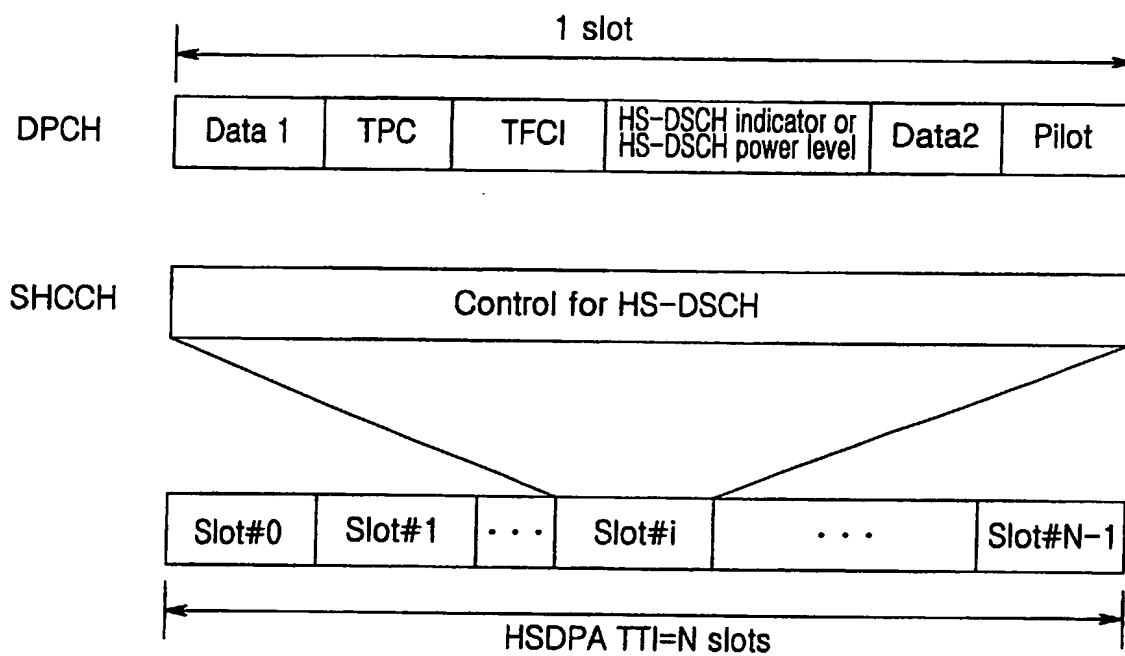 1 slot
DPCH
Data 1
TPC
TFCI
HS-DSCH indicator or
HS-DSCH power level
Data2
Pilot
SHCCH
Control for HS-DSCH
Slot#0
Slot#1
···
Slot#i
···
Slot#N-1
HSDPA TTI=N slots